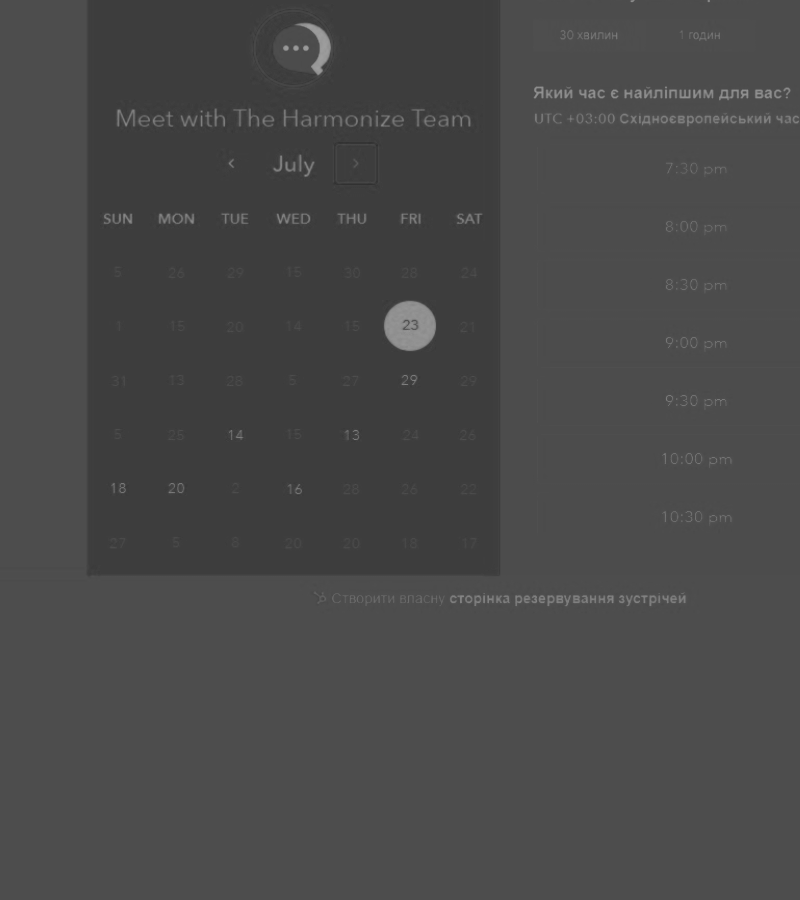 Meet with The Harmonize Team
July
SUN MON TUE WED THU FRI SAT
5 26 29 15 30 28 24
1 15 20 14 15 23 21
31 13 28 5 27 29 29
5 25 14 15 13 24 26
18 20 2 16 28 26 22
27 5 8 20 20 18 17
30 хвилин 1 годин
Який час є найліпшим для вас?
UTC +03:00 Східноєвропейський час
7:30 pm
8:00 pm
8:30 pm
9:00 pm
9:30 pm
10:00 pm
10:30 pm
Створити власну сторінка резервування зустрічей